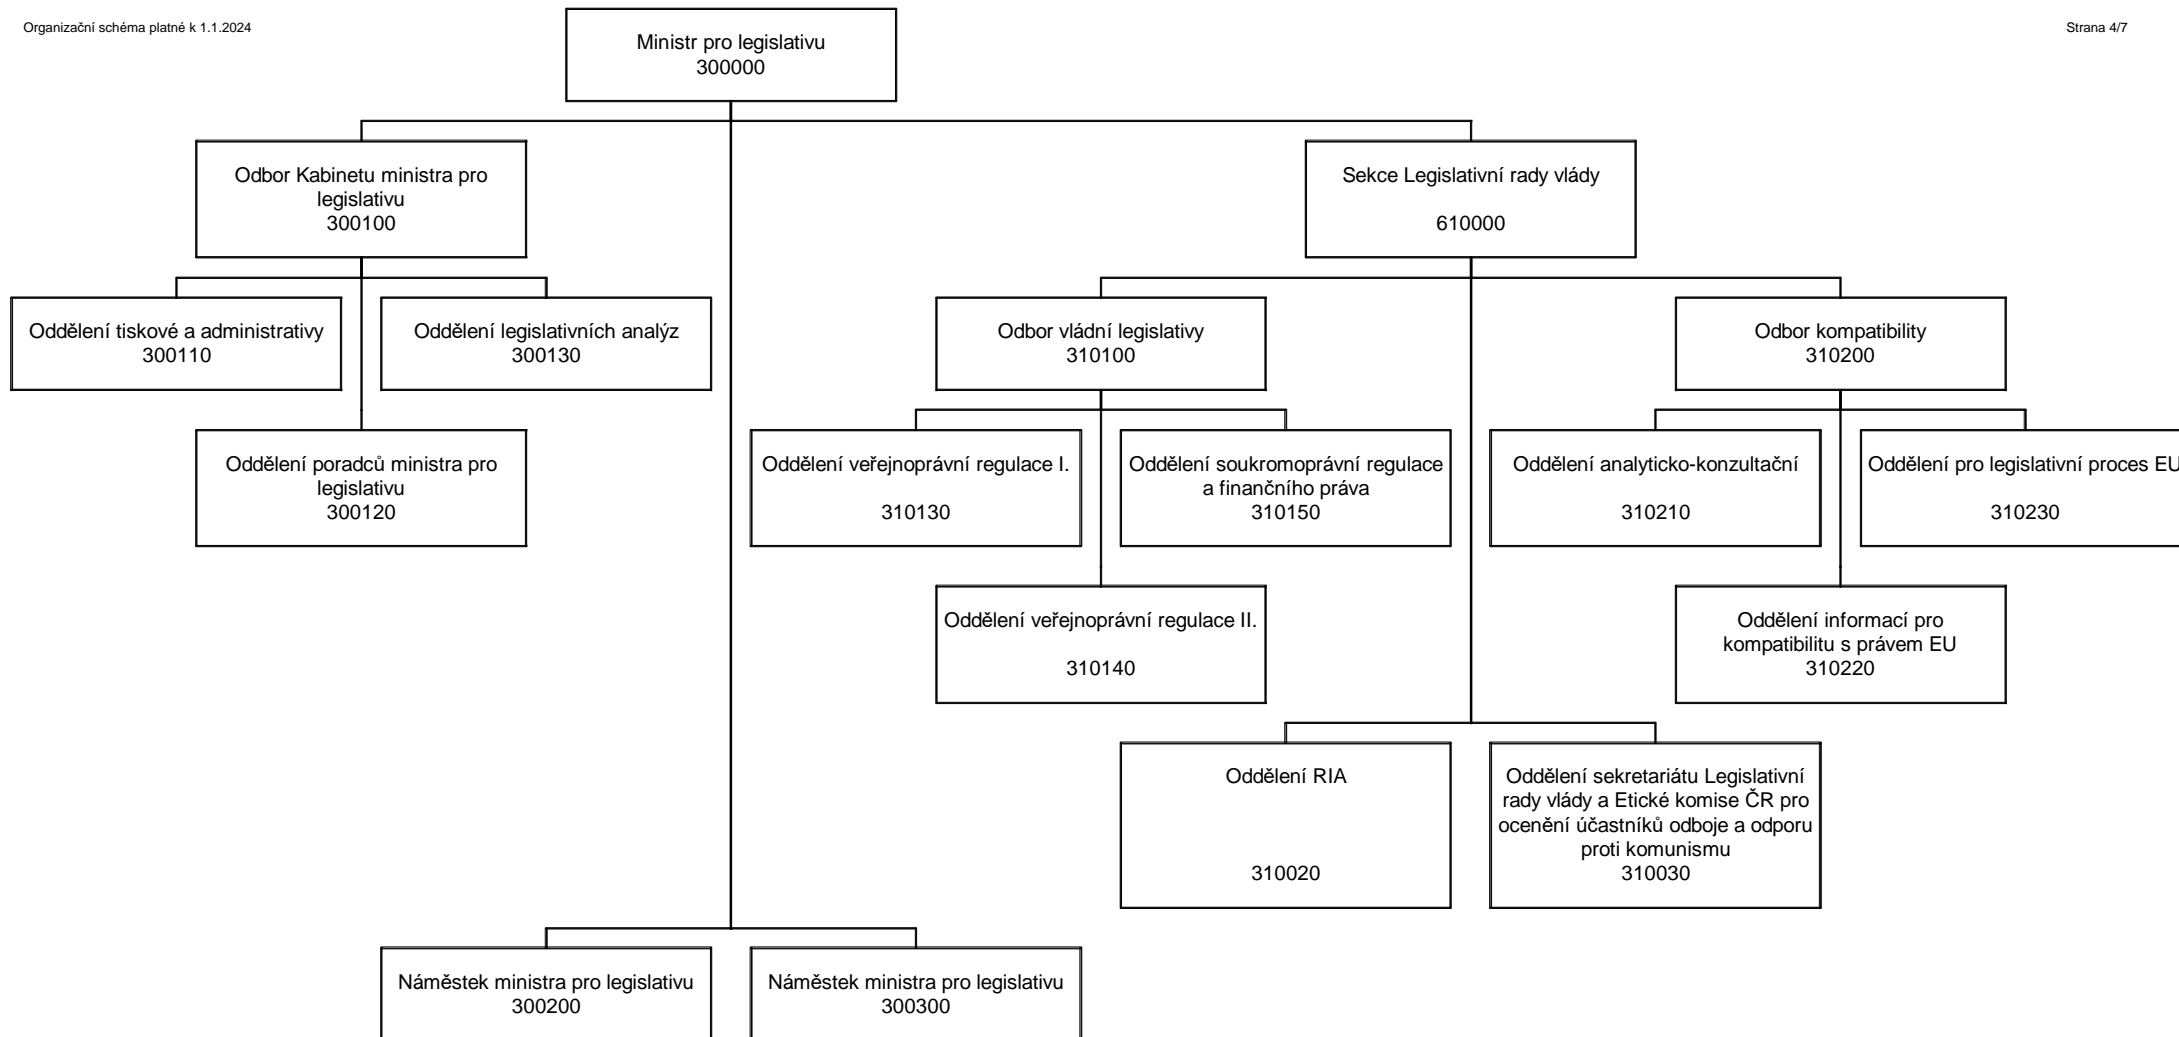 Organizační schéma platné k 1.1.2024
Strana 4/7
Ministr pro legislativu
300000
Odbor Kabinetu ministra pro
legislativu
300100
Sekce Legislativní rady vlády
610000
Oddělení tiskové a administrativy
300110
Oddělení legislativních analýz
300130
Odbor vládní legislativy
310100
Odbor kompatibility
310200
Oddělení poradců ministra pro
legislativu
300120
Oddělení veřejnoprávní regulace I.
310130
Oddělení soukromoprávní regulace
a finančního práva
310150
Oddělení analyticko-konzultační
310210
Oddělení pro legislativní proces EU
310230
Oddělení veřejnoprávní regulace II.
310140
Oddělení informací pro
kompatibilitu s právem EU
310220
Oddělení RIA
310020
Oddělení sekretariátu Legislativní
rady vlády a Etické komise ČR pro
ocenění účastníků odboje a odporu
proti komunismu
310030
Náměstek ministra pro legislativu
300200
Náměstek ministra pro legislativu
300300